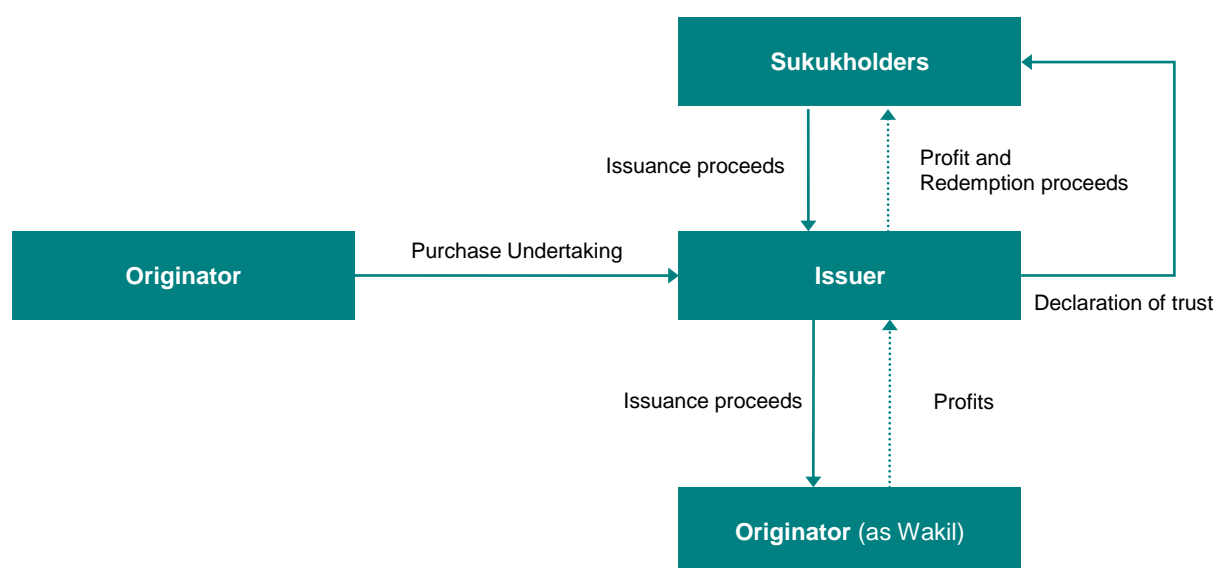 Sukukholders
Issuance proceeds
Profit and
Redemption proceeds
Purchase Undertaking
Originator
Issuer
Declaration of trust
Issuance proceeds
Profits
Originator (as Wakil)